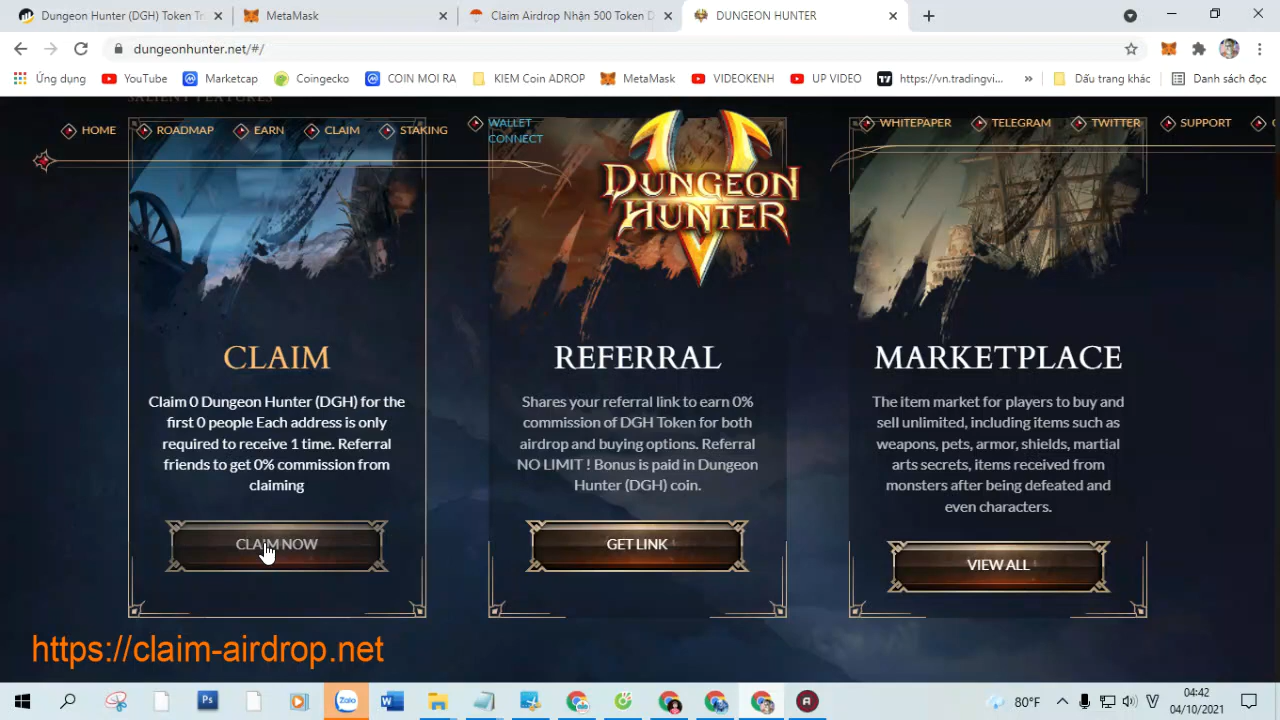 Dungeon Hunter (DGH) Token Tr
MetaMask
Claim Airdrop Nhận 500 Token D
DUNGEON HUNTER
dungeonhunter.net/#/
Ứng dụng
YouTube
Marketcap
Coingecko
COIN MOI RA
KIEM Coin ADROP
MetaMask
VDEOKENH
UP VIDEO
https://vn.tradingvi...
Dấu trang khác
Danh sách đọc
SALIENT FEATURES
HOME
ROADMAP
EARN
CLAIM
STAKING
WALLET
CONNECT
WHITEPAPER
TELEGRAM
TWITTER
SUPPORT
DUNGEON
HUNTER
CLAIM
Claim 0 Dungeon Hunter (DGH) for the
first 0 people Each address is only
required to receive 1 time. Referral
friends to get 0% commission from
claiming
CLAIM NOW
REFERRAL
Shares your referral link to earn 0%
commission of DGH Token for both
airdrop and buying options. Referral
NO LIMIT ! Bonus is paid in Dungeon
Hunter (DGH) coin.
GET LINK
MARKETPLACE
The item market for players to buy and
sell unlimited, including items such as
weapons, pets, armor, shields, martial
arts secrets, items received from
monsters after being defeated and
even characters.
VIEW ALL
https://claim-airdrop.net
Ps
Zalo
80°F
04:42
04/10/2021